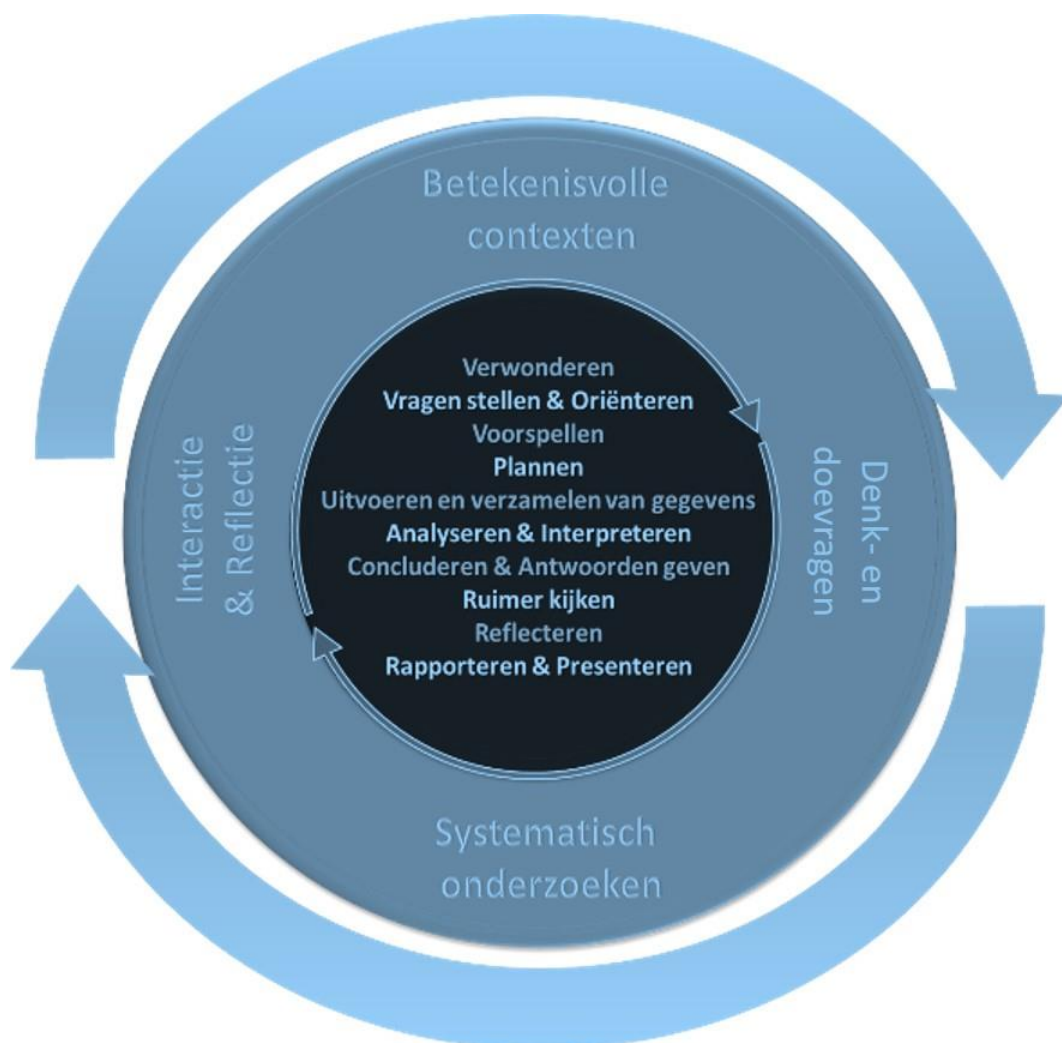 Betekenisvolle
contexten
Verwonderen
Vragen stellen & Oriënteren
Voorspellen
Plannen
Uitvoeren en verzamelen van gegevens
Analyseren & Interpreteren
Concluderen & Antwoorden geven
Ruimer kijken
Reflecteren
Rapporteren & Presenteren
Denk- en
doevragen
Systematisch
onderzoeken
Interactie
& Reflectie